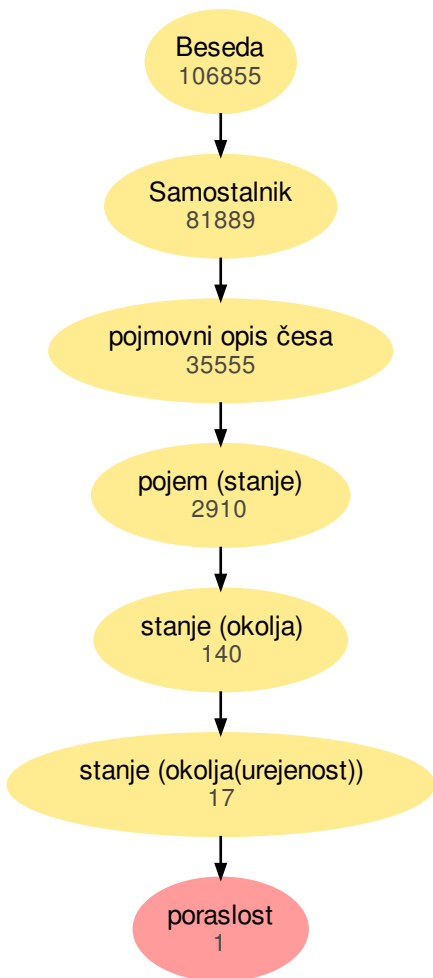 Beseda
106855
Samostalnik
81889
pojmovni opis česa
35555
pojem (stanje)
2910
stanje (okolja)
140
stanje (okolja(urejenost))
17
poraslost
1